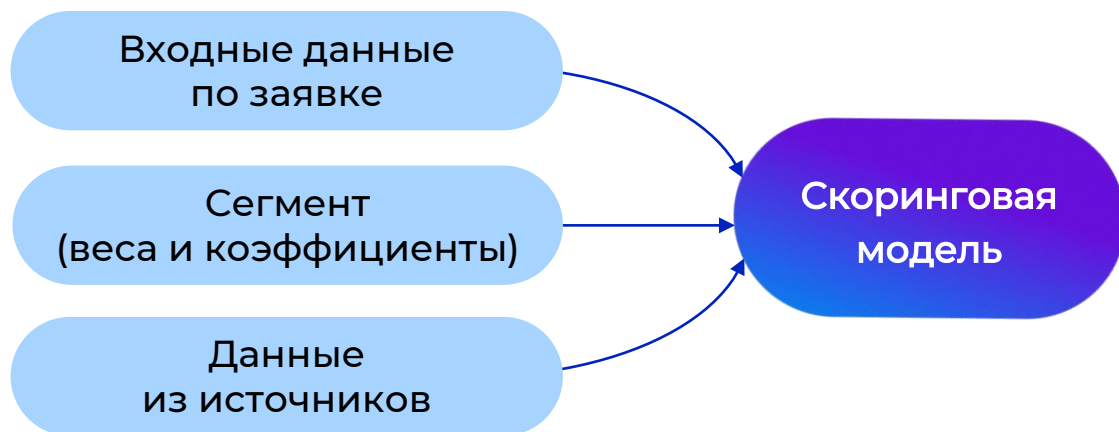 Входные данные
по заявке
Сегмент
(веса и коэффициенты)
Данные
из источников
Скоринговая
модель